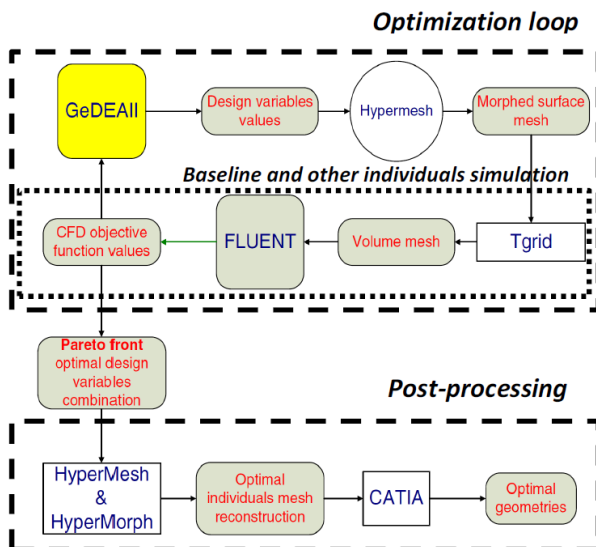 Optimization loop
GeDEAII
Design variables
values
Hypermesh
Morphed surface
mesh
Baseline and other individuals simulation
CFD objective
function values
FLUENT
Volume mesh
Tgrid
Pareto front
optimal design
variables
combination
Post-processing
HyperMesh
&
HyperMorph
Optimal
individuals mesh
reconstruction
CATIA
Optimal
geometries